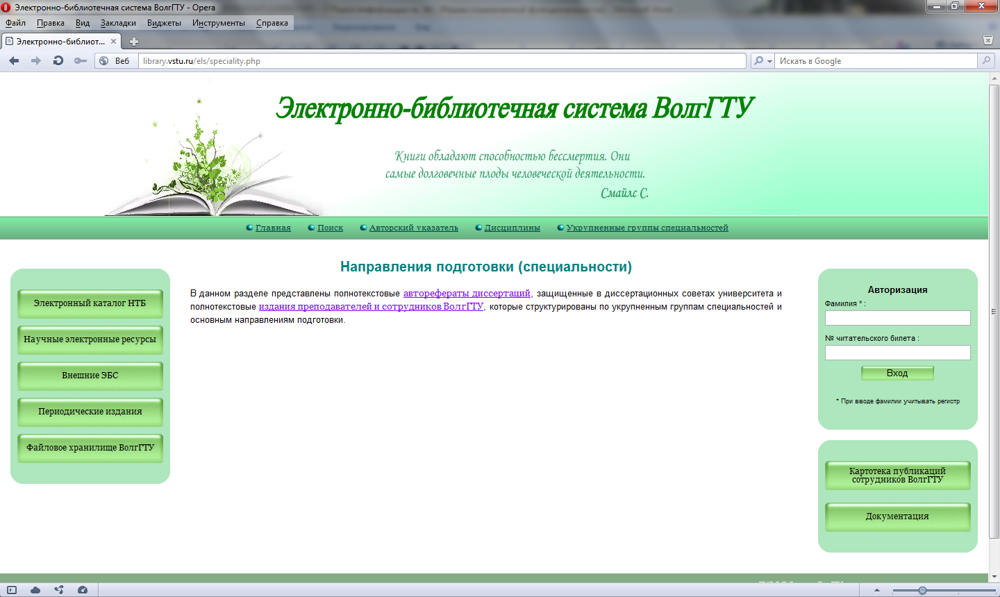 Электронно-библиотечная система ВолгГТУ - Opera
Файл Правка Вид Закладки Виджеты Инструменты Справка
Электронно-библиот...
Веб library.vstu.ru/els/speciality.php Искать в Google
Электронно-библиотечная система ВолгГТУ
Книги обладают способностью бессмертия. Они
самые долговечные плоды человеческой деятельности.
Смайлс С.
Главная Поиск Авторский указатель Дисциплины Укрупненные группы специальностей
Направления подготовки (специальности)
В данном разделе представлены полнотекстовые авторефераты диссертаций, защищенные в диссертационных советах университета и
полнотекстовые издания преподавателей и сотрудников ВолгГТУ, которые структурированы по укрупненным группам специальностей и
основным направлениям подготовки.
Электронный каталог НТБ
Научные электронные ресурсы
Внешние ЭБС
Периодические издания
Файловое хранилище ВолгГТУ
Авторизация
Фамилия * :
№ читательского билета :
Вход
* При вводе фамилии учитывать регистр
Картотека публикаций
сотрудников ВолгГТУ
Документация